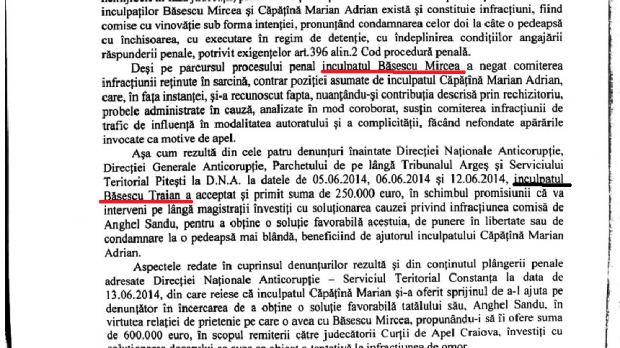 inculpaţilor Băsescu Mircea şi Căpăţînă Marian Adrian există şi constituie infracţiuni, fiind
comise cu vinovăţie sub forma intenţiei, pronunţând condamnarea celor doi la câte o pedeapsă
cu închisoarea, cu executare în regim de detenţie, cu îndeplinirea condiţiilor angajării
răspunderii penale, potrivit exigenţelor art.396 alin.2 Cod procedură penală.
Deşi pe parcursul procesului penal inculpatul Băsescu Mircea a negat comiterea
infracţiunii reţinute în sarcină, contrar poziţiei asumate de inculpatul Căpăţînă Marian Adrian,
care, în faţa instanţei, şi-a recunoscut fapta, nuanţându-şi contribuţia descrisă prin rechizitoriu,
probele administrate în cauză, analizate în mod coroborat, susţin comiterea infracţiunii de
trafic de influenţă în modalitatea autoratului şi a complicităţii, făcând nefondate apărările
invocate ca motive de apel.
Aşa cum rezultă din cele patru denunţuri înaintate Direcţiei Naţionale Anticorupţie,
Direcţiei Generale Anticorupţie, Parchetului de pe lângă Tribunalul Argeş şi Serviciului
Teritorial Piteşti la D.N.A. la datele de 05.06.2014, 06.06.2014 şi 12.06.2014, inculpatul
Băsescu Traian a acceptat şi primit suma de 250.000 euro, în schimbul promisiunii că va
interveni pe lângă magistraţii investiţi cu soluţionarea cauzei privind infracţiunea comisă de
Anghel Sandu, pentru a obţine o soluţie favorabilă acestuia, de punere în libertate sau de
condamnare la o pedeapsă mai blândă, beneficiind de ajutorul inculpatului Căpăţînă Marian
Adrian.
Aspectele redate în cuprinsul denunţurilor rezultă şi din conţinutul plângerii penale
adresate Direcţiei Naţionale Anticorupţie – Serviciul Teritorial Constanţa la data de
13.06.2014, din care reiese că inculpatul Căpăţînă Marian şi-a oferit sprijinul de a-l ajuta pe
denunţător în încercarea de a obţine o soluţie favorabilă tatălui său, Anghel Sandu, în
virtutea relaţiei de prietenie pe care o avea cu Băsescu Mircea, propunându-i să îi ofere suma
de 600.000 euro, în scopul remiterii către judecătorii Curţii de Apel Craiova, investiţi cu